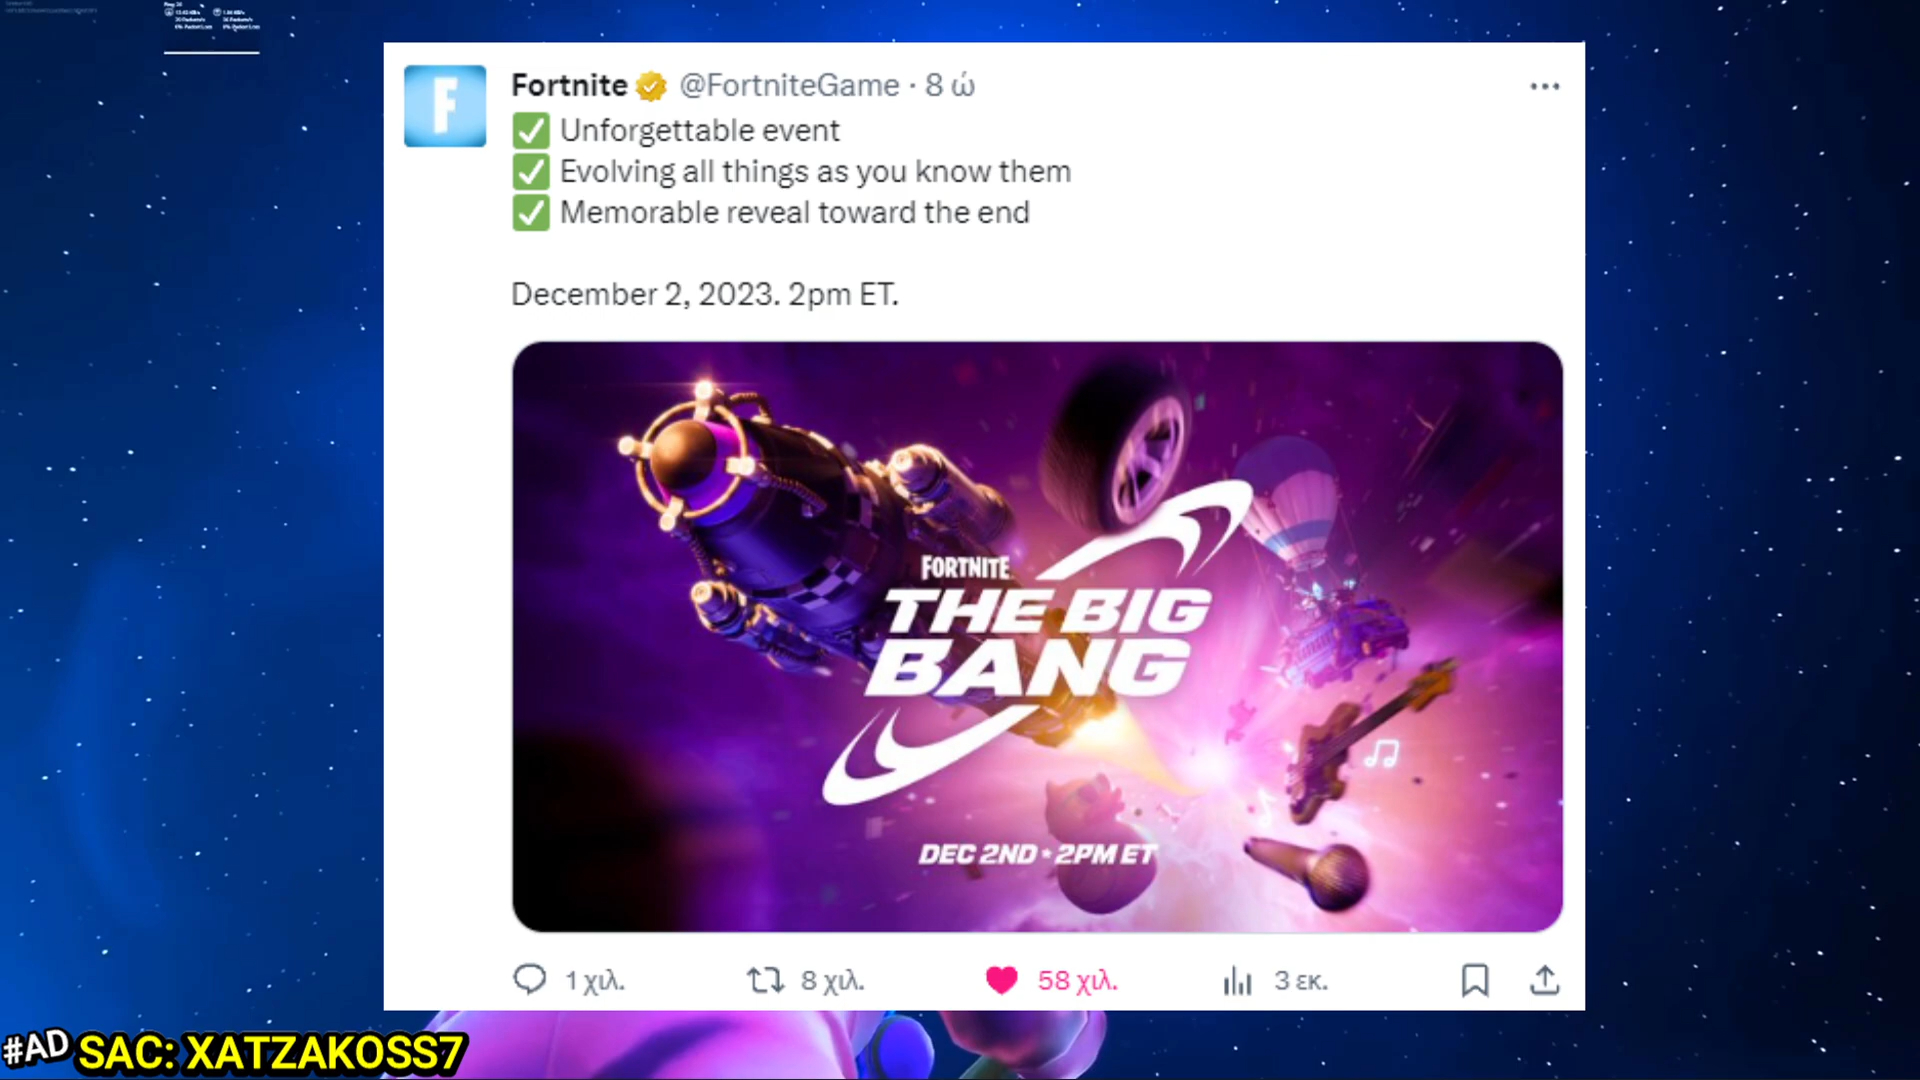 Fortnite @FortniteGame · 8 ώ
Unforgettable event
Evolving all things as you know them
Memorable reveal toward the end
December 2, 2023. 2pm ET.
FORTNITE
THE BIG
BANG
DEC 2ND • 2PM ET
1 χιλ. 8 χιλ. 58 χιλ. 3 εκ.
#AD SAC: XATZAKOSS7